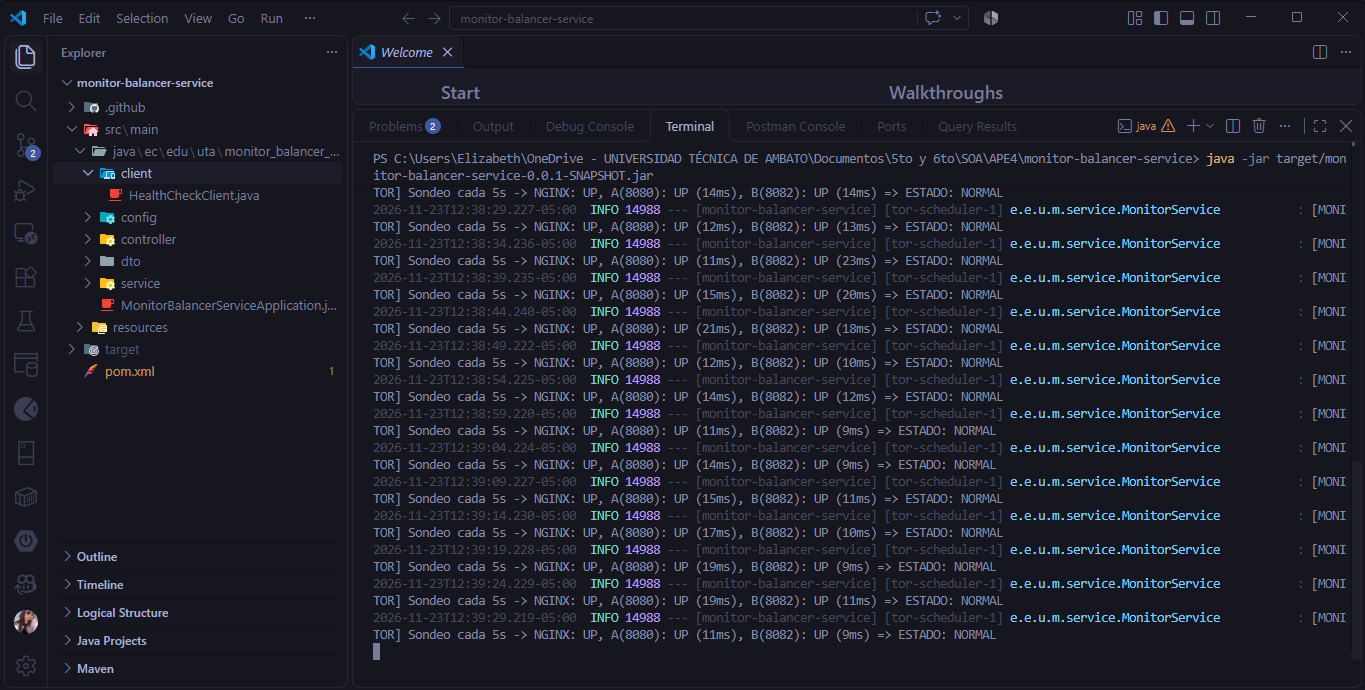 File Edit Selection View Go Run ··· monitor-balancer-service
Explorer ···
monitor-balancer-service
.github
src\main
java\ec\edu\uta\monitor_balancer_...
client
HealthCheckClient.java
config
controller
dto
service
MonitorBalancerServiceApplication.j...
resources
target
pom.xml 1
Outline
Timeline
Logical Structure
Java Projects
Maven
2
Welcome
Start Walkthroughs
Problems 2 Output Debug Console Terminal Postman Console Ports Query Results java
PS C:\Users\Elizabeth\OneDrive - UNIVERSIDAD TÉCNICA DE AMBATO\Documentos\5to y 6to\SOA\APE4\monitor-balancer-service> java -jar target/mon
itor-balancer-service-0.0.1-SNAPSHOT.jar
TOR] Sondeo cada 5s -> NGINX: UP, A(8080): UP (14ms), B(8082): UP (14ms) => ESTADO: NORMAL
2026-11-23T12:38:29.227-05:00 INFO 14988 --- [monitor-balancer-service] [tor-scheduler-1] e.e.u.m.service.MonitorService : [MONI
TOR] Sondeo cada 5s -> NGINX: UP, A(8080): UP (12ms), B(8082): UP (13ms) => ESTADO: NORMAL
2026-11-23T12:38:34.236-05:00 INFO 14988 --- [monitor-balancer-service] [tor-scheduler-1] e.e.u.m.service.MonitorService : [MONI
TOR] Sondeo cada 5s -> NGINX: UP, A(8080): UP (11ms), B(8082): UP (23ms) => ESTADO: NORMAL
2026-11-23T12:38:39.235-05:00 INFO 14988 --- [monitor-balancer-service] [tor-scheduler-1] e.e.u.m.service.MonitorService : [MONI
TOR] Sondeo cada 5s -> NGINX: UP, A(8080): UP (15ms), B(8082): UP (20ms) => ESTADO: NORMAL
2026-11-23T12:38:44.240-05:00 INFO 14988 --- [monitor-balancer-service] [tor-scheduler-1] e.e.u.m.service.MonitorService : [MONI
TOR] Sondeo cada 5s -> NGINX: UP, A(8080): UP (21ms), B(8082): UP (18ms) => ESTADO: NORMAL
2026-11-23T12:38:49.222-05:00 INFO 14988 --- [monitor-balancer-service] [tor-scheduler-1] e.e.u.m.service.MonitorService : [MONI
TOR] Sondeo cada 5s -> NGINX: UP, A(8080): UP (12ms), B(8082): UP (10ms) => ESTADO: NORMAL
2026-11-23T12:38:54.225-05:00 INFO 14988 --- [monitor-balancer-service] [tor-scheduler-1] e.e.u.m.service.MonitorService : [MONI
TOR] Sondeo cada 5s -> NGINX: UP, A(8080): UP (14ms), B(8082): UP (12ms) => ESTADO: NORMAL
2026-11-23T12:38:59.220-05:00 INFO 14988 --- [monitor-balancer-service] [tor-scheduler-1] e.e.u.m.service.MonitorService : [MONI
TOR] Sondeo cada 5s -> NGINX: UP, A(8080): UP (11ms), B(8082): UP (9ms) => ESTADO: NORMAL
2026-11-23T12:39:04.224-05:00 INFO 14988 --- [monitor-balancer-service] [tor-scheduler-1] e.e.u.m.service.MonitorService : [MONI
TOR] Sondeo cada 5s -> NGINX: UP, A(8080): UP (14ms), B(8082): UP (9ms) => ESTADO: NORMAL
2026-11-23T12:39:09.227-05:00 INFO 14988 --- [monitor-balancer-service] [tor-scheduler-1] e.e.u.m.service.MonitorService : [MONI
TOR] Sondeo cada 5s -> NGINX: UP, A(8080): UP (15ms), B(8082): UP (11ms) => ESTADO: NORMAL
2026-11-23T12:39:14.230-05:00 INFO 14988 --- [monitor-balancer-service] [tor-scheduler-1] e.e.u.m.service.MonitorService : [MONI
TOR] Sondeo cada 5s -> NGINX: UP, A(8080): UP (17ms), B(8082): UP (10ms) => ESTADO: NORMAL
2026-11-23T12:39:19.228-05:00 INFO 14988 --- [monitor-balancer-service] [tor-scheduler-1] e.e.u.m.service.MonitorService : [MONI
TOR] Sondeo cada 5s -> NGINX: UP, A(8080): UP (19ms), B(8082): UP (9ms) => ESTADO: NORMAL
2026-11-23T12:39:24.229-05:00 INFO 14988 --- [monitor-balancer-service] [tor-scheduler-1] e.e.u.m.service.MonitorService : [MONI
TOR] Sondeo cada 5s -> NGINX: UP, A(8080): UP (19ms), B(8082): UP (11ms) => ESTADO: NORMAL
2026-11-23T12:39:29.219-05:00 INFO 14988 --- [monitor-balancer-service] [tor-scheduler-1] e.e.u.m.service.MonitorService : [MONI
TOR] Sondeo cada 5s -> NGINX: UP, A(8080): UP (11ms), B(8082): UP (9ms) => ESTADO: NORMAL